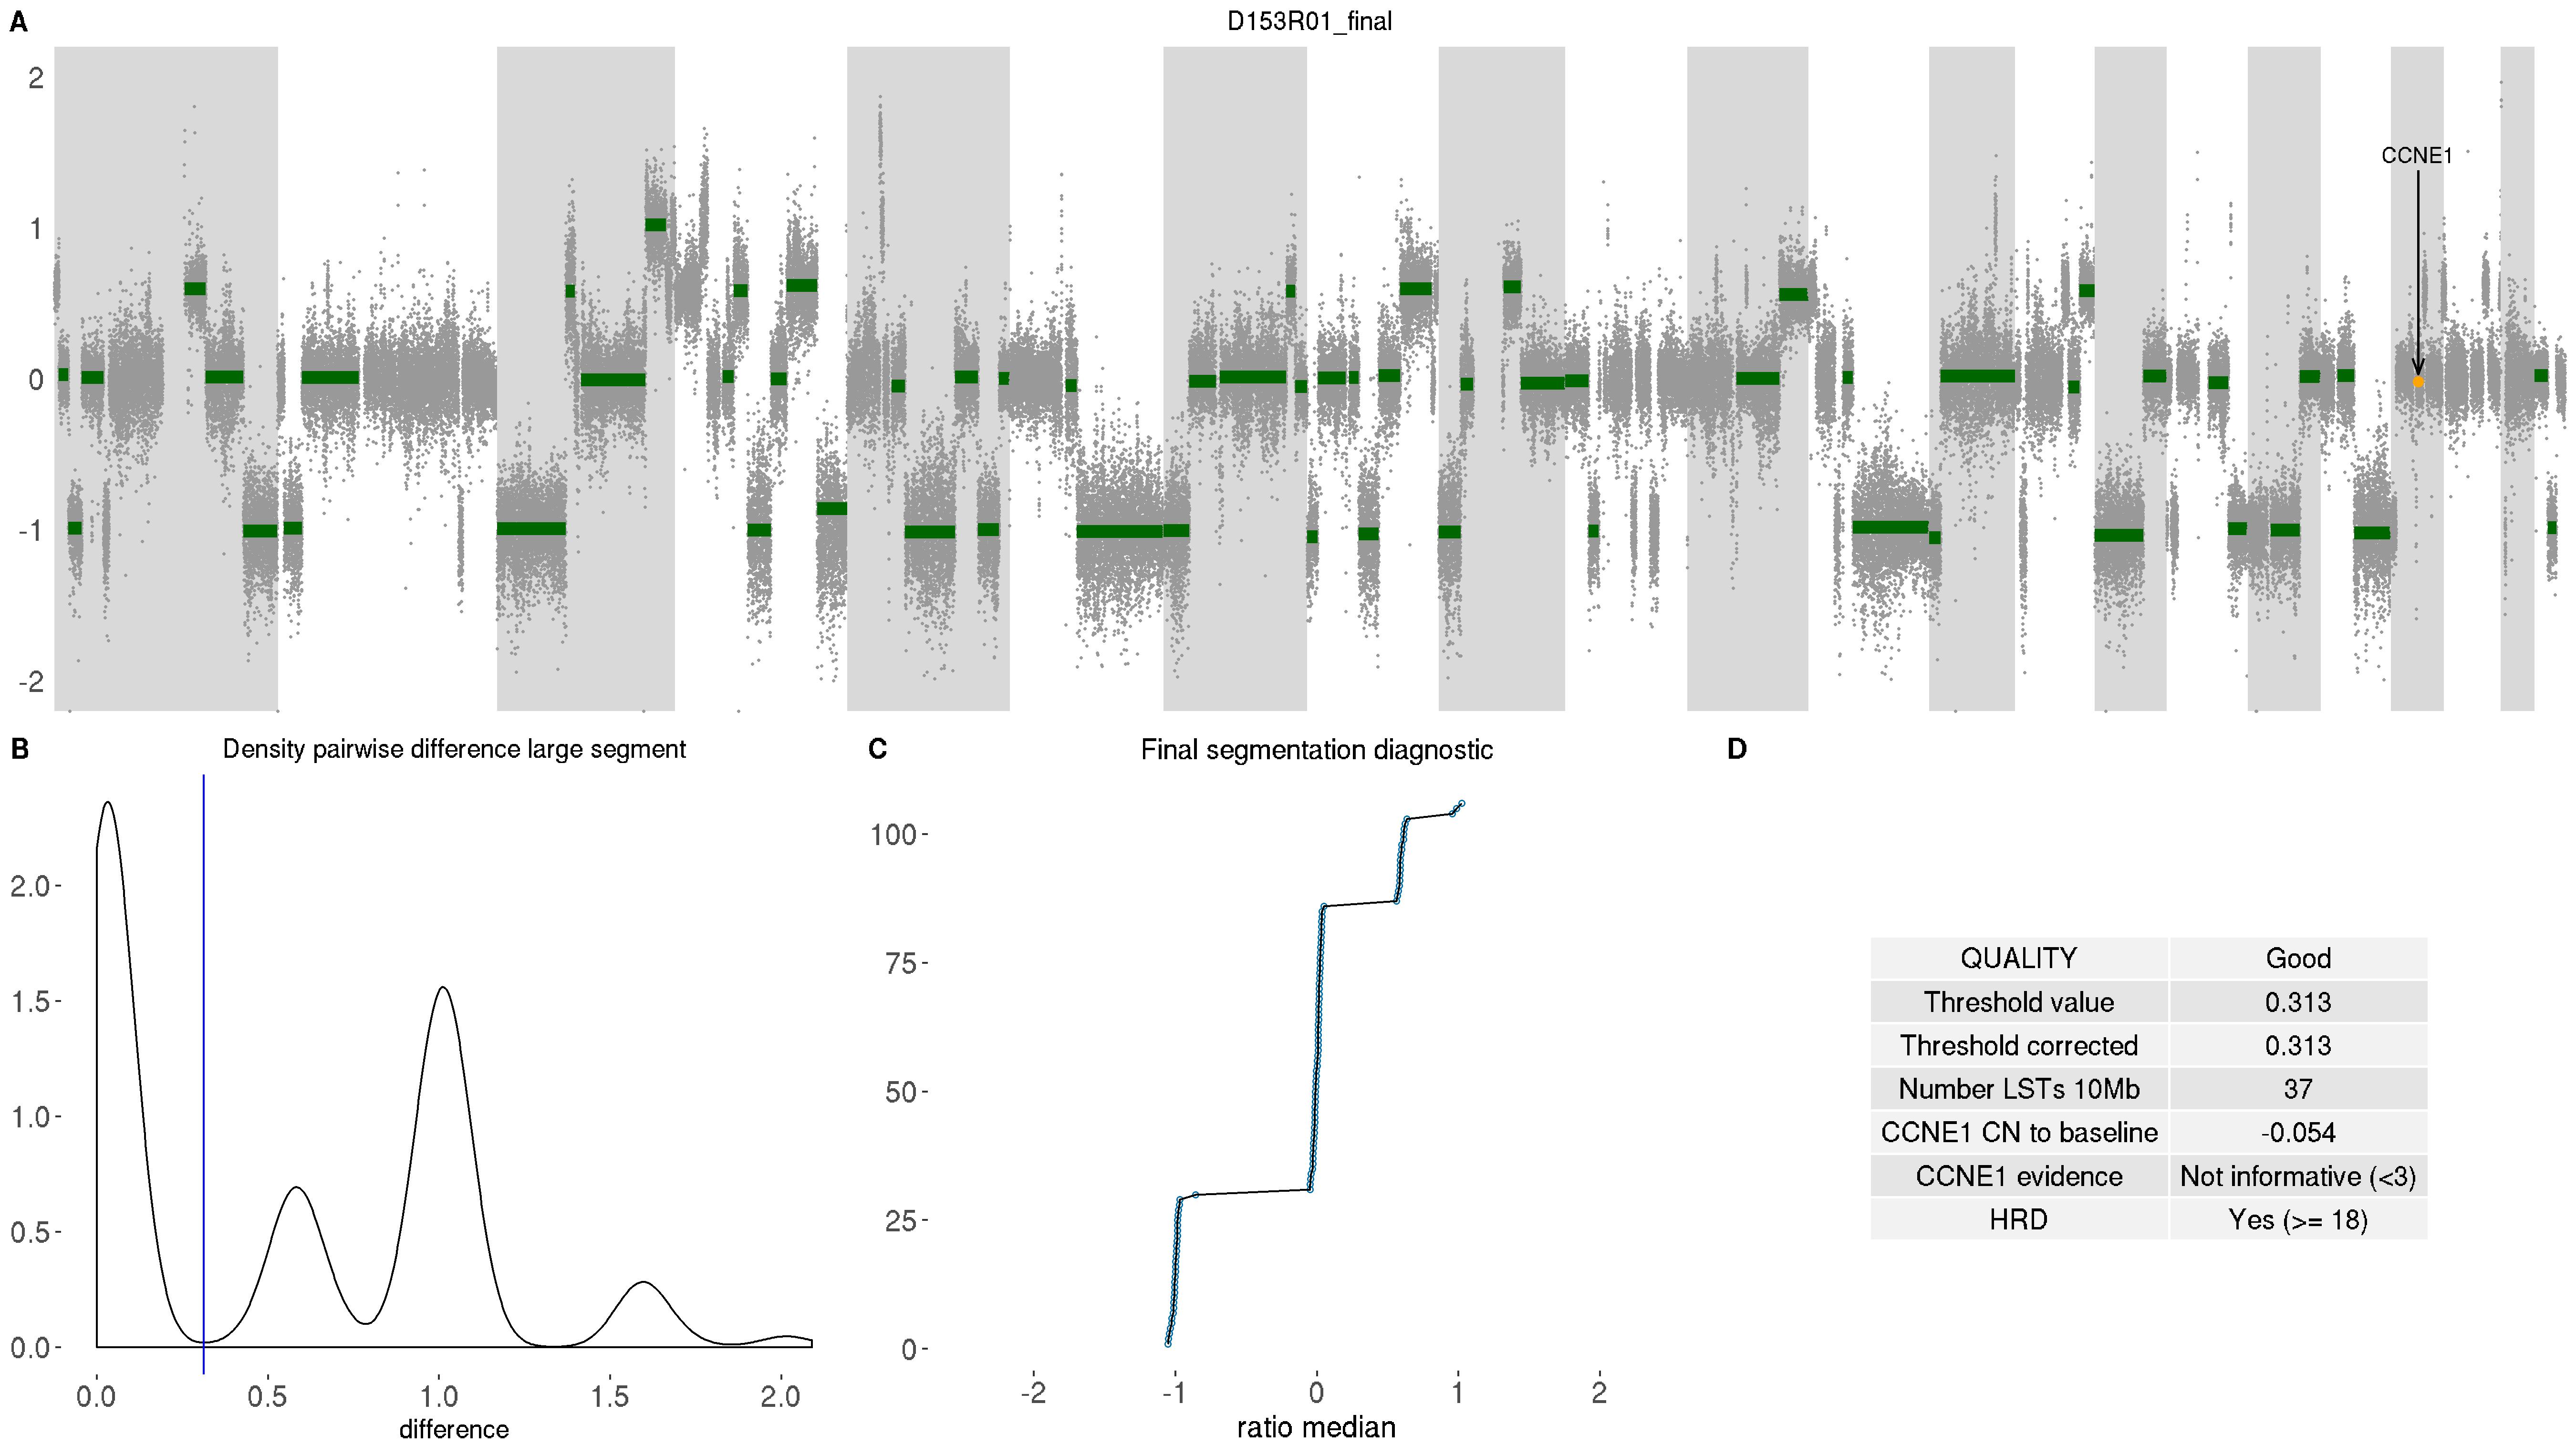 A
D153R01_final
2
1
0
-1
-2
CCNE1
B
Density pairwise difference large segment
2.0
1.5
1.0
0.5
0.0
0.0 0.5 1.0 1.5 2.0
difference
C
Final segmentation diagnostic
100
75
50
25
0
-2 -1 0 1 2
ratio median
D
QUALITY Good
Threshold value 0.313
Threshold corrected 0.313
Number LSTs 10Mb 37
CCNE1 CN to baseline -0.054
CCNE1 evidence Not informative (<3)
HRD Yes (>= 18)